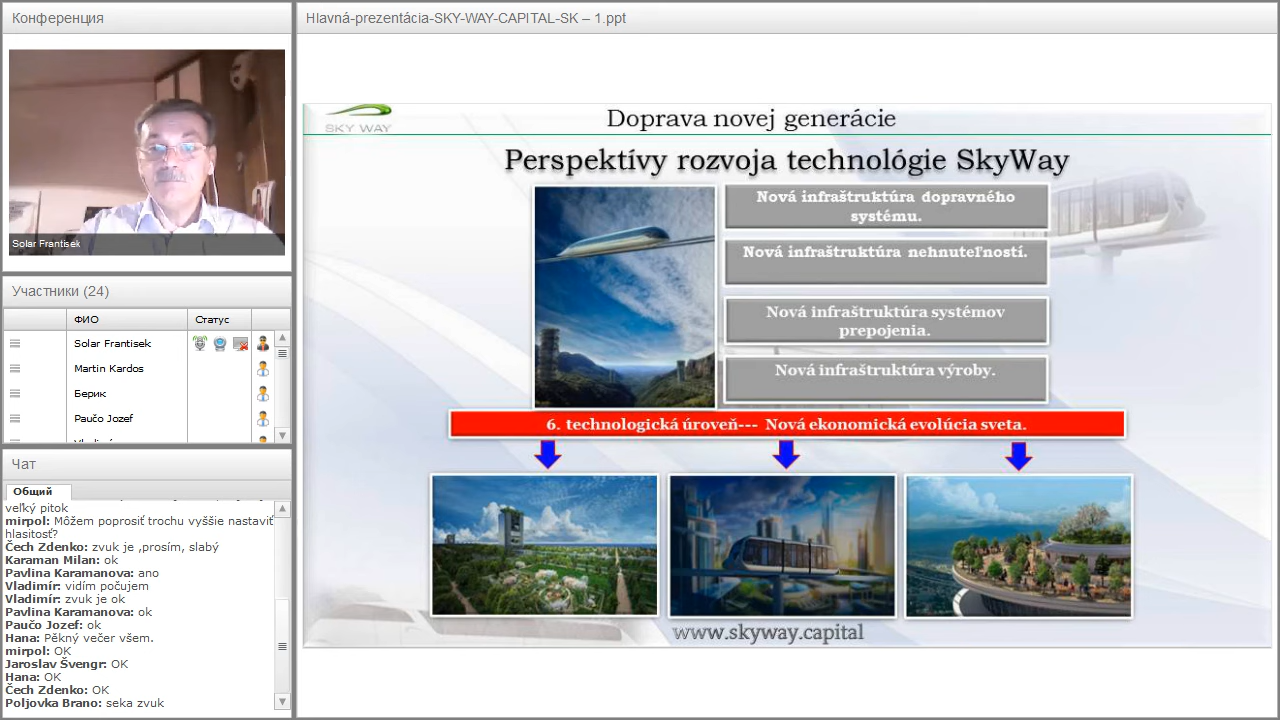 Конференция
Solar Frantisek
Участники (24)
ФИО
Статус
Solar Frantisek
Martin Kardos
Берик
Paučo Jozef
Чат
Общий
veľký pitok
mirpol: Môžem poprosiť trochu vyššie nastaviť
hlasitosť?
Čech Zdenko: zvuk je ,prosím, slabý
Karaman Milan: ok
Pavlina Karamanova: ano
Vladimír: vidím počujem
Vladimír: zvuk je ok
Pavlina Karamanova: ok
Paučo Jozef: ok
Hana: Pěkný večer všem.
mirpol: OK
Jaroslav Švengr: OK
Hana: OK
Čech Zdenko: OK
Poljovka Brano: seka zvuk
Hlavná-prezentácia-SKY-WAY-CAPITAL-SK – 1.ppt
SKY WAY
Doprava novej generácie
Perspektívy rozvoja technológie SkyWay
Nová infraštruktúra dopravného
systému.
Nová infraštruktúra nehnuteľností.
Nová infraštruktúra systémov
prepojenia.
Nová infraštruktúra výroby.
6. technologická úroveň--- Nová ekonomická evolúcia sveta.
www.skyway.capital